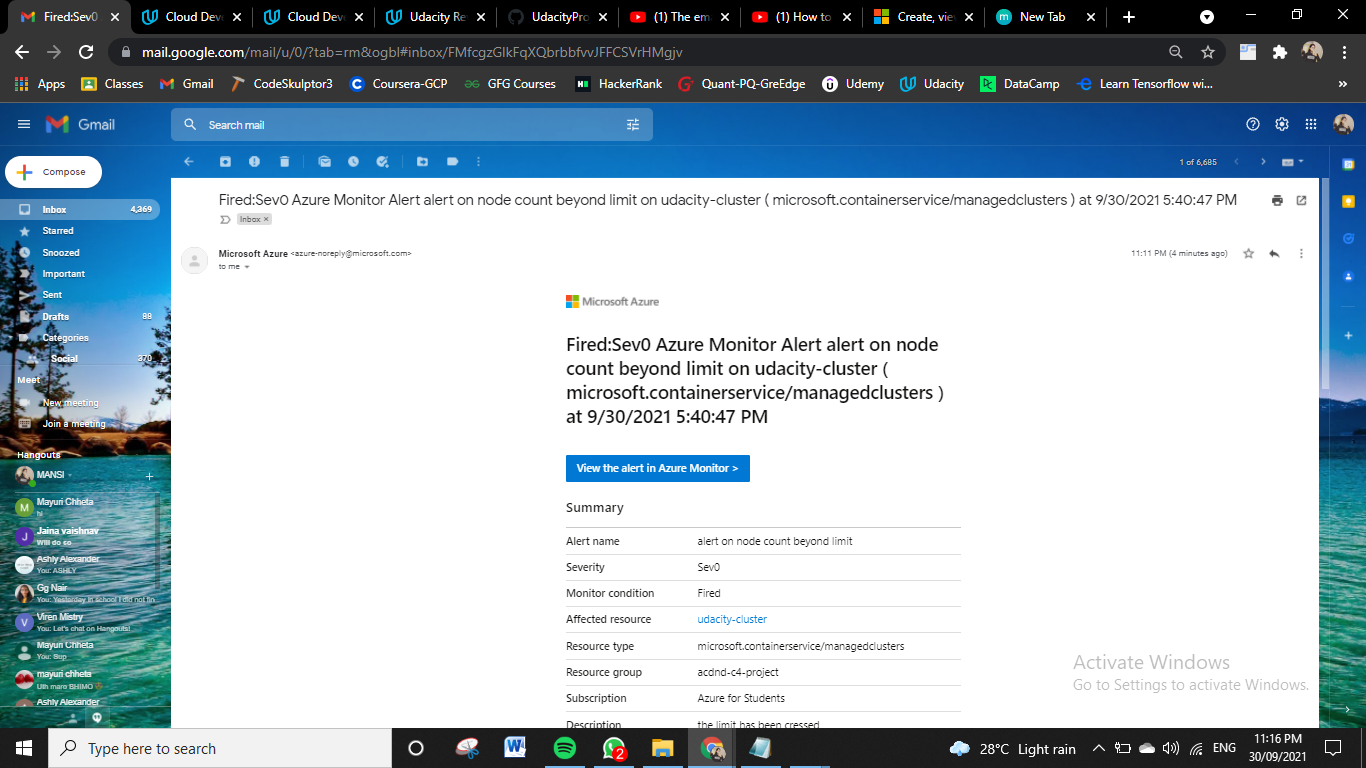 Fired:Sev0
Cloud Deve
Cloud Deve
Udacity Re
UdacityPro
(1) The em
(1) How to
Create, vie
New Tab
mail.google.com/mail/u/0/?tab=rm&ogbl#inbox/FMfcgzGlkFqXQbrbbfvvJFFCSVrHMgjv
Apps
Classes
Gmail
CodeSkulptor3
Coursera-GCP
GFG Courses
HackerRank
Quant-PQ-GreEdge
Udemy
Udacity
DataCamp
Learn Tensorflow wi...
»
Gmail
Search mail
Compose
1 of 6,685
Inbox 4,369
Starred
Snoozed
Important
Sent
Drafts 88
Categories
Social 370
Meet
New meeting
Join a meeting
Hangouts
MANSI
Mayuri Chheta
hi
Jaina vaishnav
Will do so
Ashly Alexander
You: ASHLY
Gg Nair
You: Yesterday in school I did not fin
Viren Mistry
You: Let's chat on Hangouts!
Mayuri Chheta
You: Sup
mayuri chheta
Uth mare BHIMO
Ashly Alexander
Fired:Sev0 Azure Monitor Alert alert on node count beyond limit on udacity-cluster ( microsoft.containerservice/managedclusters ) at 9/30/2021 5:40:47 PM
Inbox ×
Microsoft Azure <azure-noreply@microsoft.com>
11:11 PM (4 minutes ago)
to me
Microsoft Azure
Fired:Sev0 Azure Monitor Alert alert on node
count beyond limit on udacity-cluster (
microsoft.containerservice/managedclusters )
at 9/30/2021 5:40:47 PM
View the alert in Azure Monitor >
Summary
Alert name alert on node count beyond limit
Severity Sev0
Monitor condition Fired
Affected resource udacity-cluster
Resource type microsoft.containerservice/managedclusters
Resource group acdnd-c4-project
Subscription Azure for Students
Description the limit has been crossed
Activate Windows
Go to Settings to activate Windows.
Type here to search
2
28°C Light rain
ENG
11:16 PM
30/09/2021